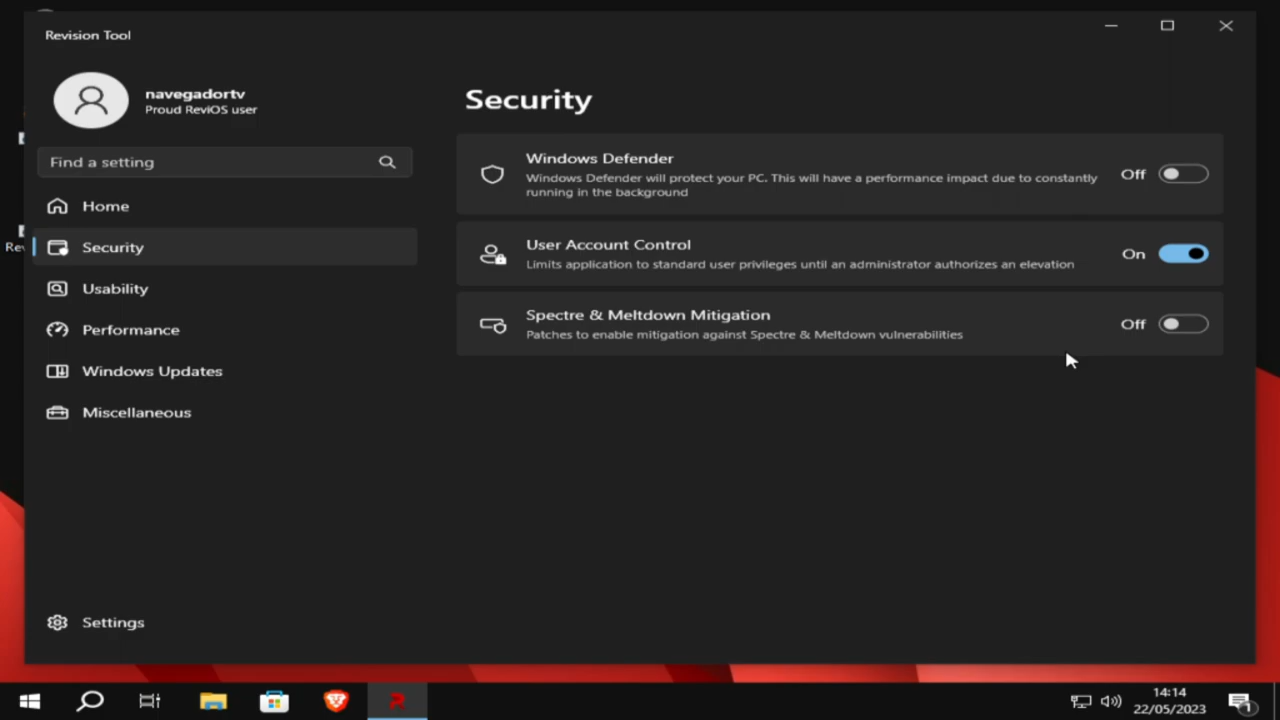 Revision Tool
navegadortv
Proud ReviOS user
Find a setting
Home
Security
Usability
Performance
Windows Updates
Miscellaneous
Settings
Security
Windows Defender
Windows Defender will protect your PC. This will have a performance impact due to constantly
running in the background
Off
User Account Control
Limits application to standard user privileges until an administrator authorizes an elevation
On
Spectre & Meltdown Mitigation
Patches to enable mitigation against Spectre & Meltdown vulnerabilities
Off
14:14
22/05/2023
1